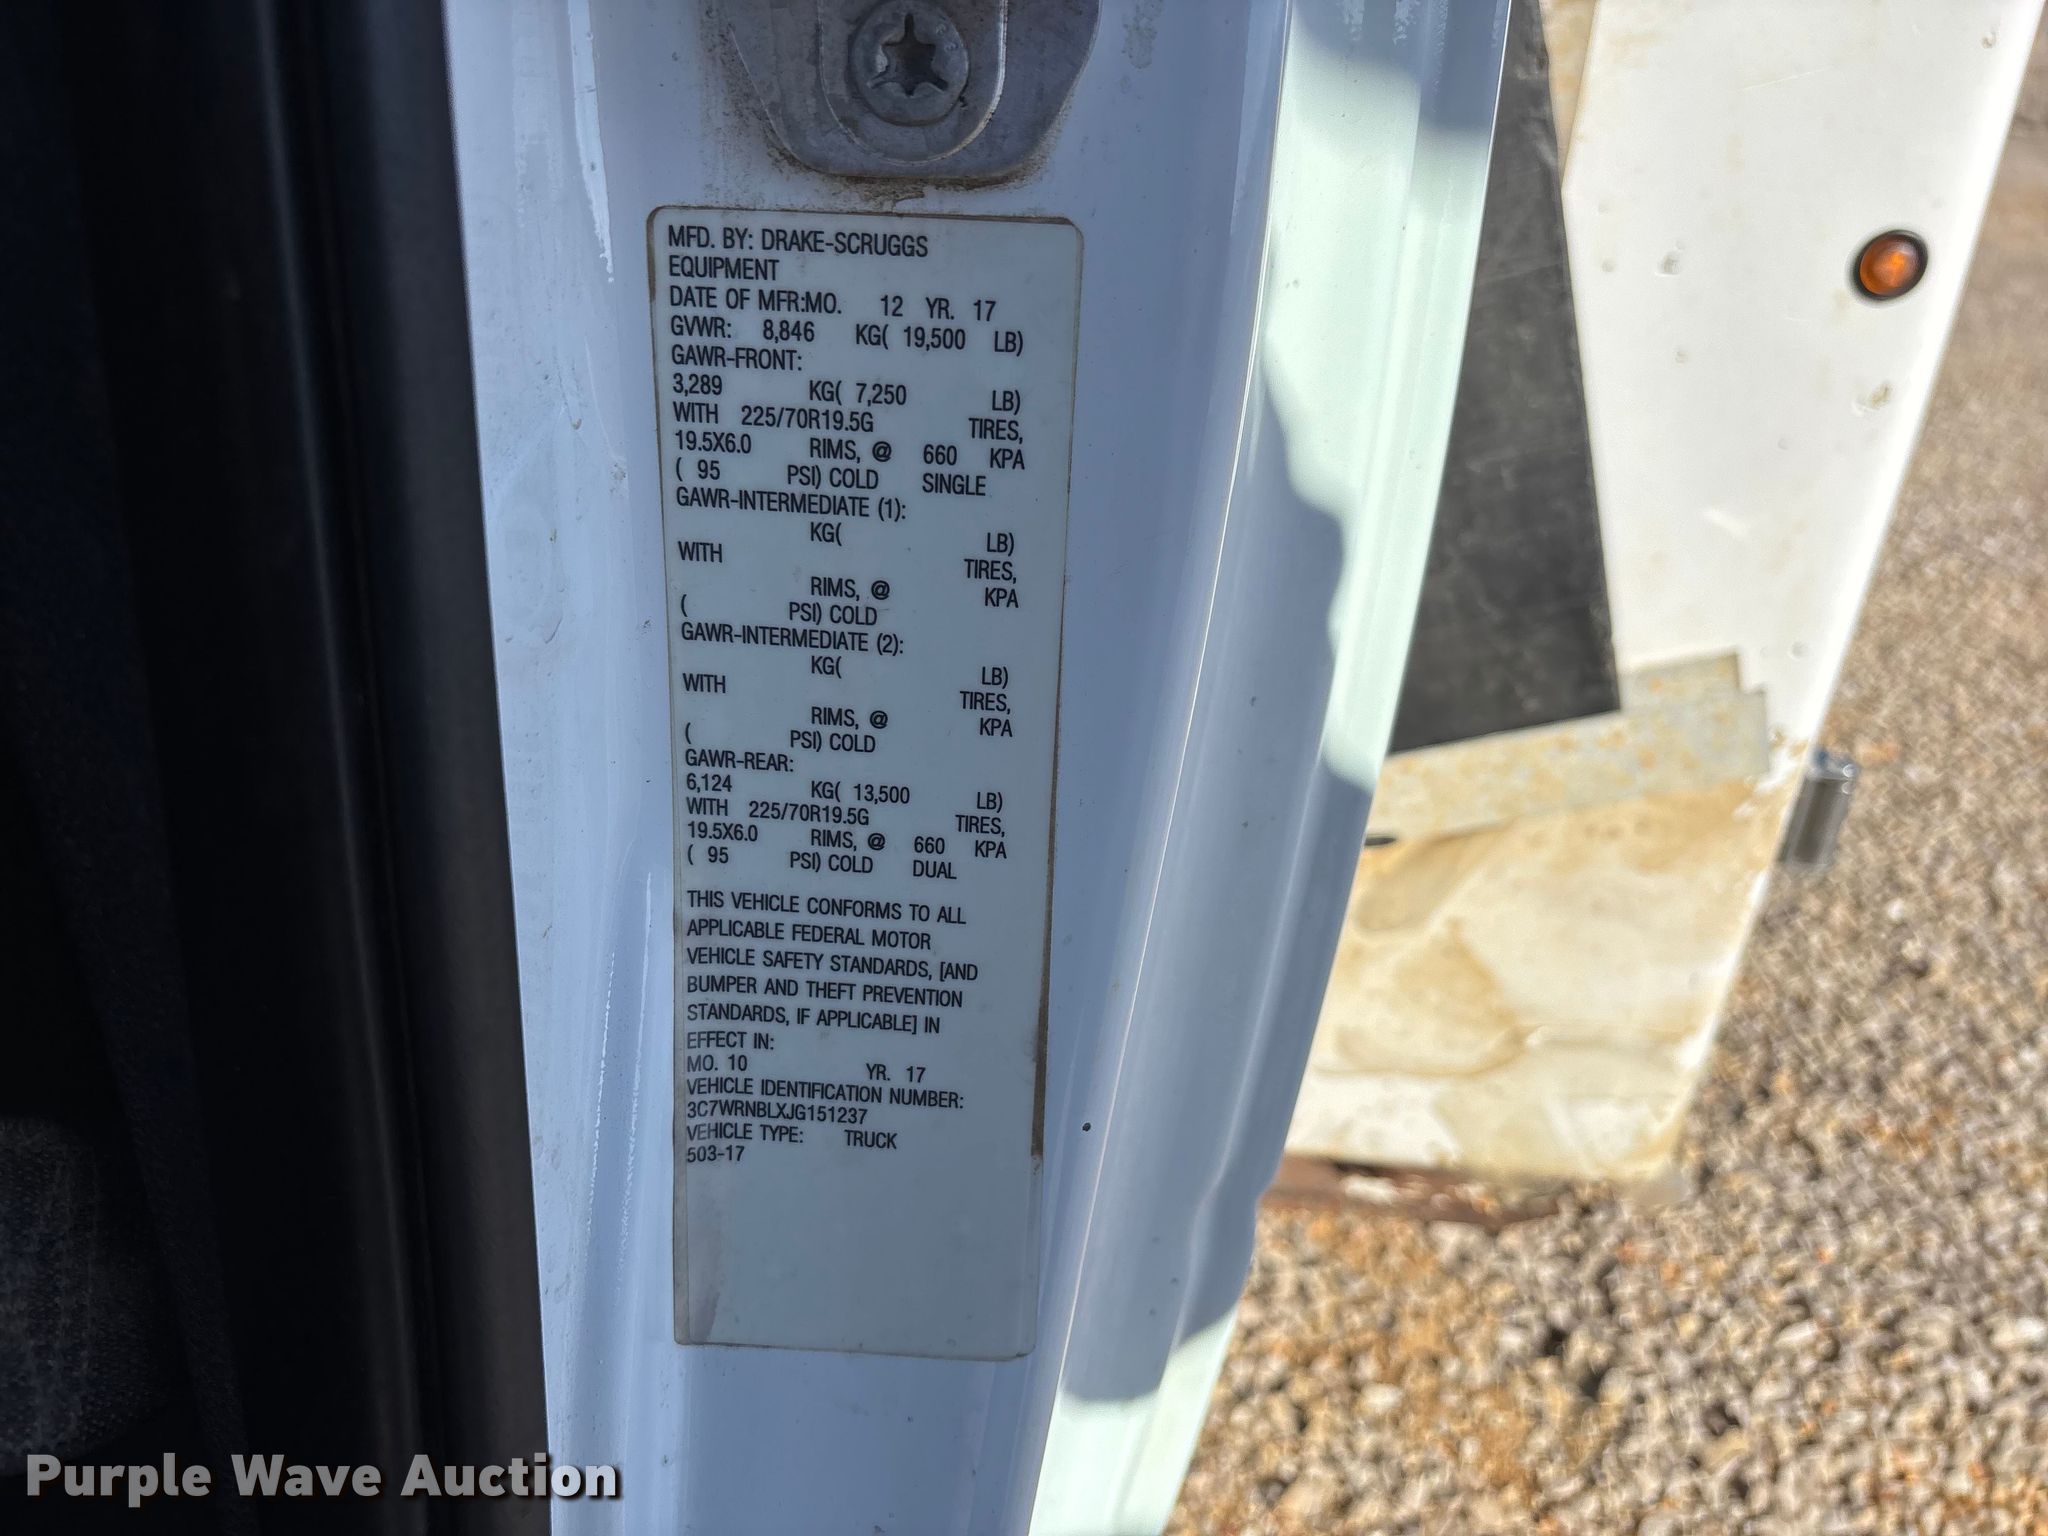 MFD. BY: DRAKE-SCRUGGS
EQUIPMENT
DATE OF MFR:MO. 12 YR. 17
GVWR: 8,846 KG( 19,500 LB)
GAWR-FRONT:
3,289 KG( 7,250 LB)
WITH 225/70R19.5G TIRES,
19.5X6.0 RIMS, @ 660 KPA
( 95 PSI) COLD SINGLE
GAWR-INTERMEDIATE (1):
KG( LB)
WITH TIRES,
RIMS, @ KPA
( PSI) COLD
GAWR-INTERMEDIATE (2):
KG( LB)
WITH TIRES,
RIMS, @ KPA
( PSI) COLD
GAWR-REAR:
6,124 KG( 13,500 LB)
WITH 225/70R19.5G TIRES,
19.5X6.0 RIMS, @ 660 KPA
( 95 PSI) COLD DUAL
THIS VEHICLE CONFORMS TO ALL
APPLICABLE FEDERAL MOTOR
VEHICLE SAFETY STANDARDS, [AND
BUMPER AND THEFT PREVENTION
STANDARDS, IF APPLICABLE] IN
EFFECT IN:
MO. 10 YR. 17
VEHICLE IDENTIFICATION NUMBER:
3C7WRNBLXJG151237
VEHICLE TYPE: TRUCK
503-17
Purple Wave Auction